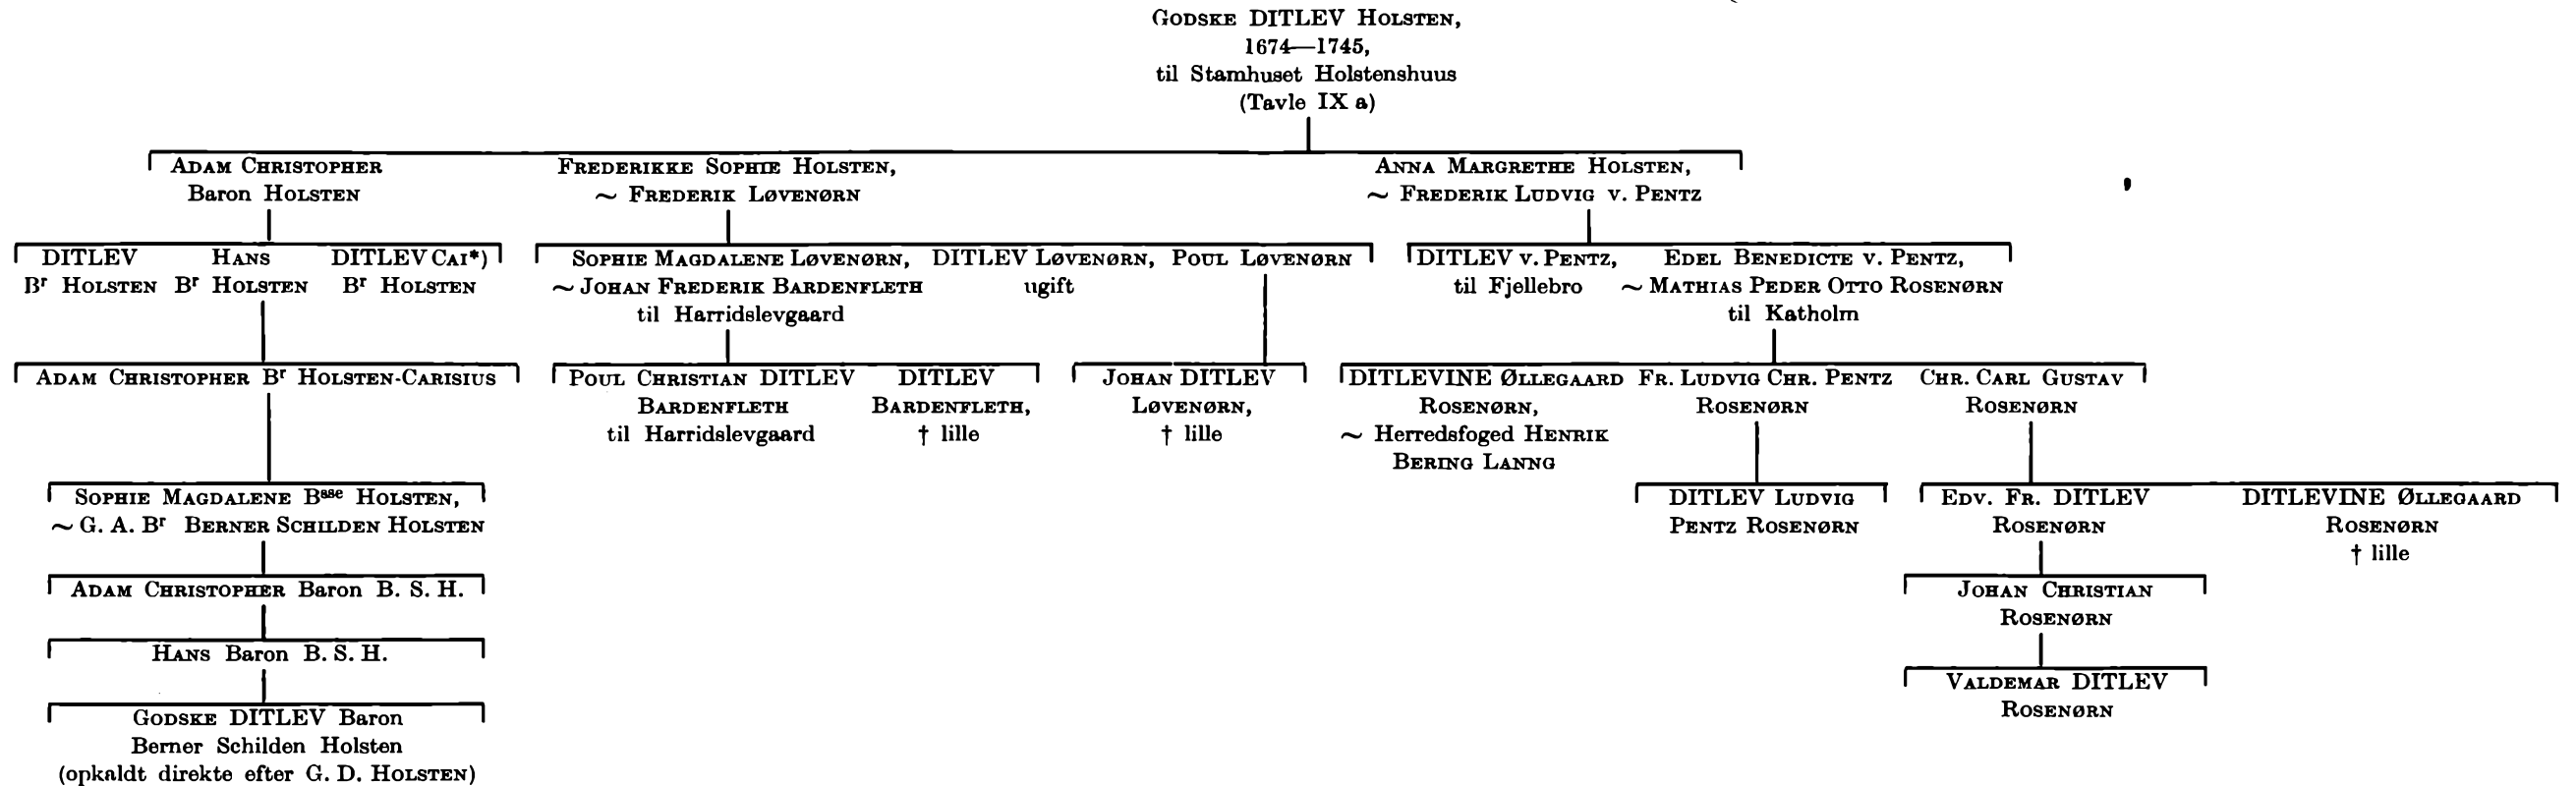 GODSKE DITLEV HOLSTEN,
1674—1745,
til Stamhuset Holstenshuus
(Tavle IX a)
ADAM CHRISTOPHER
Baron HOLSTEN
FREDERIKKE SOPHIE HOLSTEN,
~ FREDERIK LØVENØRN
ANNA MARGRETHE HOLSTEN,
~ FREDERIK LUDVIG V. PENTZ
DITLEV
Br HOLSTEN
HANS
Br HOLSTEN
DITLEV CAI*)
Br HOLSTEN
SOPHIE MAGDALENE LØVENØRN,
~ JOHAN FREDERIK BARDENFLETH
til Harridslevgaard
DITLEV LØVENØRN,
ugift
POUL LØVENØRN
DITLEV V. PENTZ,
til Fjellebro
EDEL BENEDICTE V. PENTZ,
~ MATHIAS PEDER OTTO ROSENØRN
til Katholm
ADAM CHRISTOPHER Br HOLSTEN-CARISIUS
POUL CHRISTIAN DITLEV
BARDENFLETH
til Harridslevgaard
DITLEV
BARDENFLETH,
† lille
JOHAN DITLEV
LØVENØRN,
† lille
DITLEVINE ØLLEGAARD
ROSENØRN,
~ Herredsfoged HENRIK
BERING LANNG
FR. LUDVIG CHR. PENTZ
ROSENØRN
CHR. CARL GUSTAV
ROSENØRN
SOPHIE MAGDALENE Bsse HOLSTEN,
~ G. A. Br BERNER SCHILDEN HOLSTEN
DITLEV LUDVIG
PENTZ ROSENØRN
EDV. FR. DITLEV
ROSENØRN
DITLEVINE ØLLEGAARD
ROSENØRN
† lille
ADAM CHRISTOPHER Baron B. S. H.
JOHAN CHRISTIAN
ROSENØRN
HANS Baron B. S. H.
VALDEMAR DITLEV
ROSENØRN
GODSKE DITLEV Baron
Berner Schilden Holsten
(opkaldt direkte efter G. D. HOLSTEN)